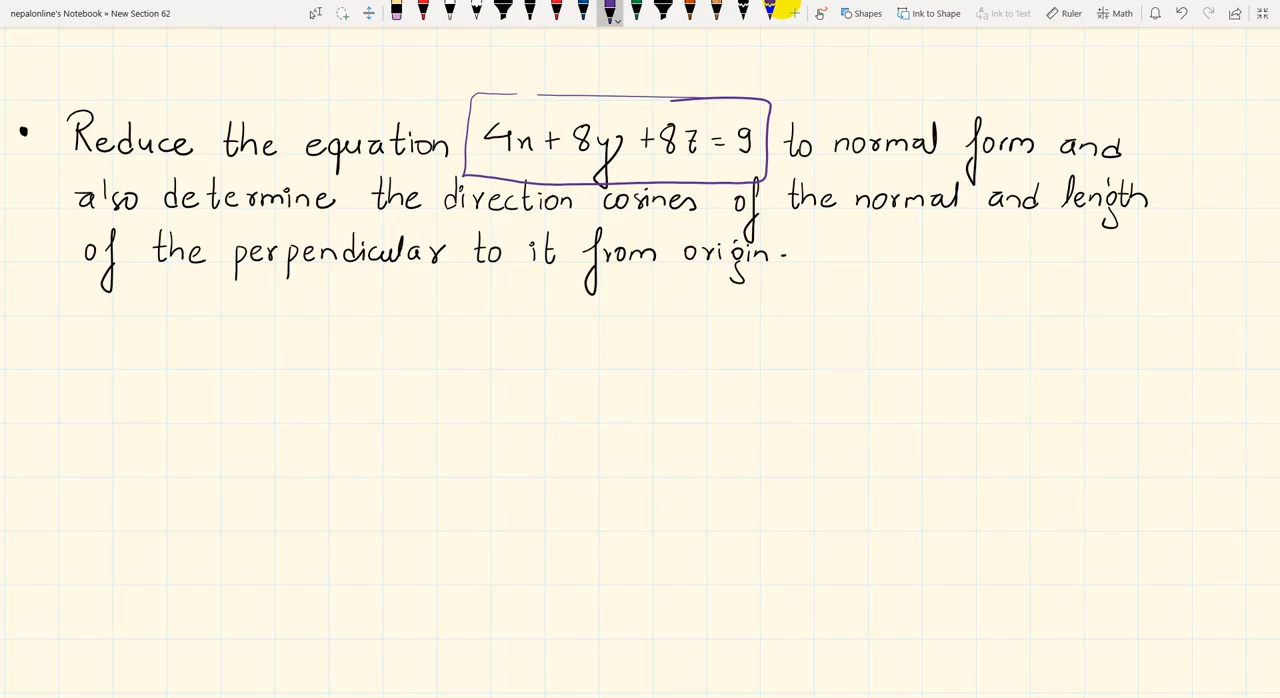 nepalonline's Notebook » New Section 62
Shapes Ink to Shape Ink to Text Ruler Math
• Reduce the equation 4x + 8y + 8z = 9 to normal form and
also determine the direction cosines of the normal and length
of the perpendicular to it from origin.